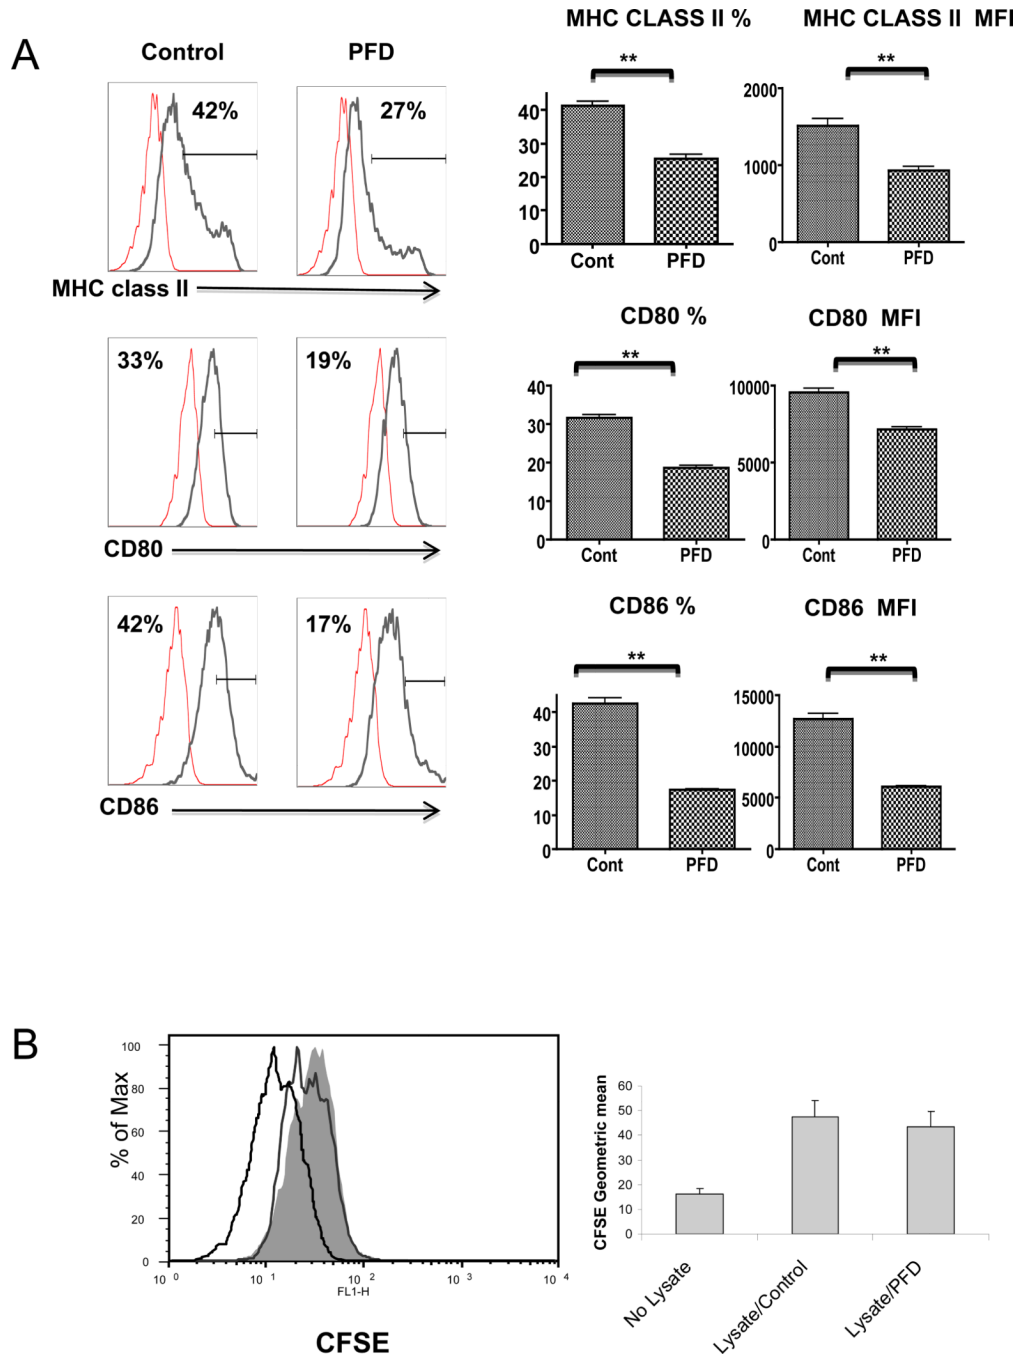 A
Control
PFD
42%
27%
MHC class II
33%
19%
CD80
42%
17%
CD86
MHC CLASS II %
**
40
30
20
10
0
Cont
PFD
MHC CLASS II MFI
**
2000
1000
0
Cont
PFD
CD80 %
**
40
30
20
10
0
Cont
PFD
CD80 MFI
**
10000
5000
0
Cont
PFD
CD86 %
**
40
30
20
10
0
Cont
PFD
CD86 MFI
**
15000
10000
5000
0
Cont
PFD
B
% of Max
100
80
60
40
20
0
10 0
10 1
10 2
10 3
10 4
FL1-H
CFSE
CFSE Geometric mean
60
50
40
30
20
10
0
No Lysate
Lysate/Control
Lysate/PFD